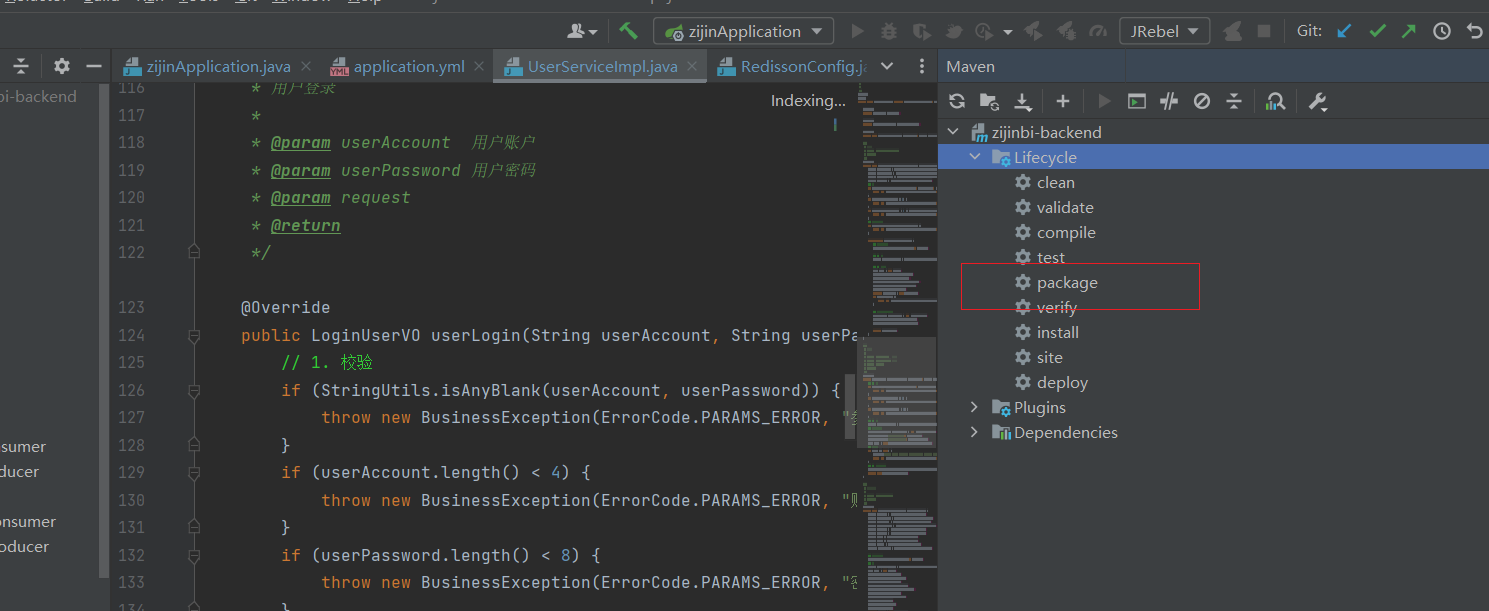 zijinApplication
JRebel
Git:
bi-backend
zijinApplication.java
application.yml
UserServiceImpl.java
RedissonConfig.ja
Maven
Indexing...
116 * 用户登录
117 *
118 * @param userAccount 用户账户
119 * @param userPassword 用户密码
120 * @param request
121 * @return
122 */
123 @Override
124 public LoginUserVO userLogin(String userAccount, String userPa
125 // 1. 校验
126 if (StringUtils.isAnyBlank(userAccount, userPassword)) {
127 throw new BusinessException(ErrorCode.PARAMS_ERROR, "
128 }
129 if (userAccount.length() < 4) {
130 throw new BusinessException(ErrorCode.PARAMS_ERROR, "
131 }
132 if (userPassword.length() < 8) {
133 throw new BusinessException(ErrorCode.PARAMS_ERROR, "
134 }
nsumer
ducer
onsumer
oducer
zijinbi-backend
Lifecycle
clean
validate
compile
test
package
verify
install
site
deploy
Plugins
Dependencies